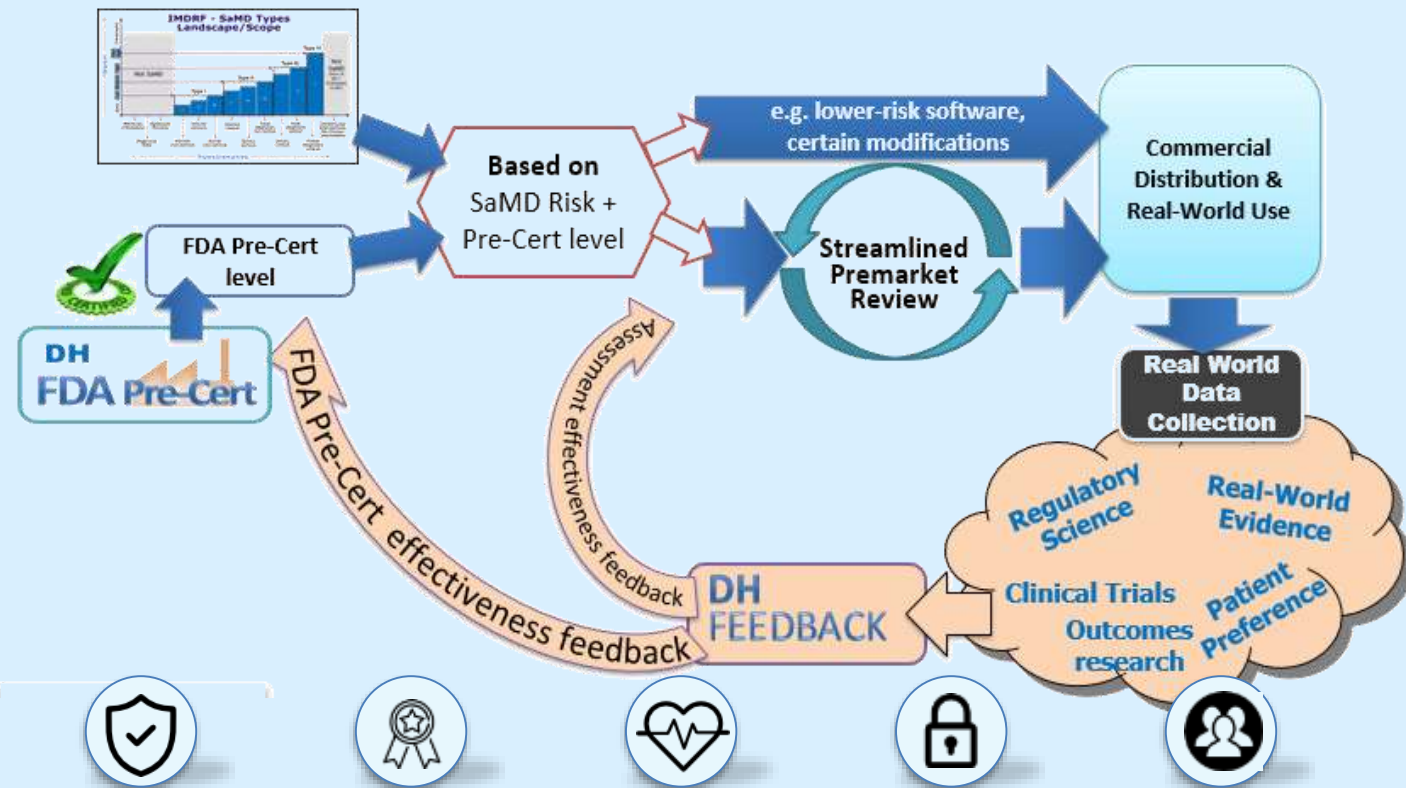 IMDRF - SaMD Types
Landscape/Scope
Based on
SaMD Risk +
Pre-Cert level
e.g. lower-risk software,
certain modifications
Commercial
Distribution &
Real-World Use
FDA Pre-Cert
level
Streamlined
Premarket
Review
DH
FDA Pre-Cert
Assessment effectiveness feedback
FDA Pre-Cert effectiveness feedback
Real World
Data
Collection
Regulatory
Science
Real-World
Evidence
Clinical Trials
Patient
Preference
Outcomes
research
DH
FEEDBACK